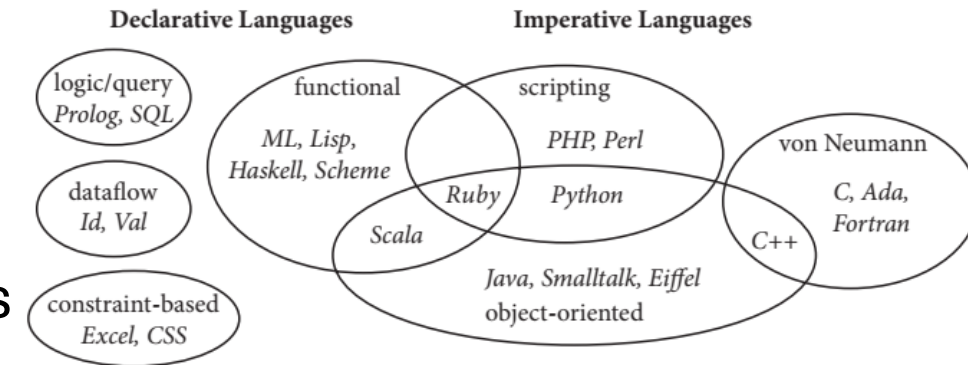 Declarative Languages
Imperative Languages
logic/query
Prolog, SQL
dataflow
Id, Val
constraint-based
Excel, CSS
functional
ML, Lisp,
Haskell, Scheme
Ruby
Scala
scripting
PHP, Perl
Python
Java, Smalltalk, Eiffel
object-oriented
von Neumann
C, Ada,
Fortran
C++
s